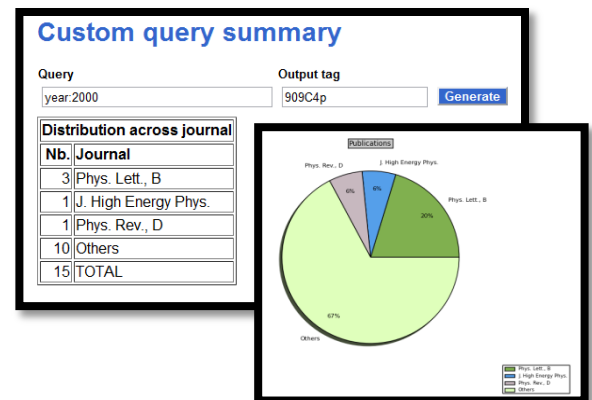 Custom query summary
Query Output tag
year:2000 909C4p Generate
Distribution across journal
Nb. Journal
3 Phys. Lett., B
1 J. High Energy Phys.
1 Phys. Rev., D
10 Others
15 TOTAL
Publications
Phys. Rev., D
J. High Energy Phys.
Phys. Lett., B
6%
6%
20%
67%
Others
Phys. Lett., B
J. High Energy Phys.
Phys. Rev., D
Others